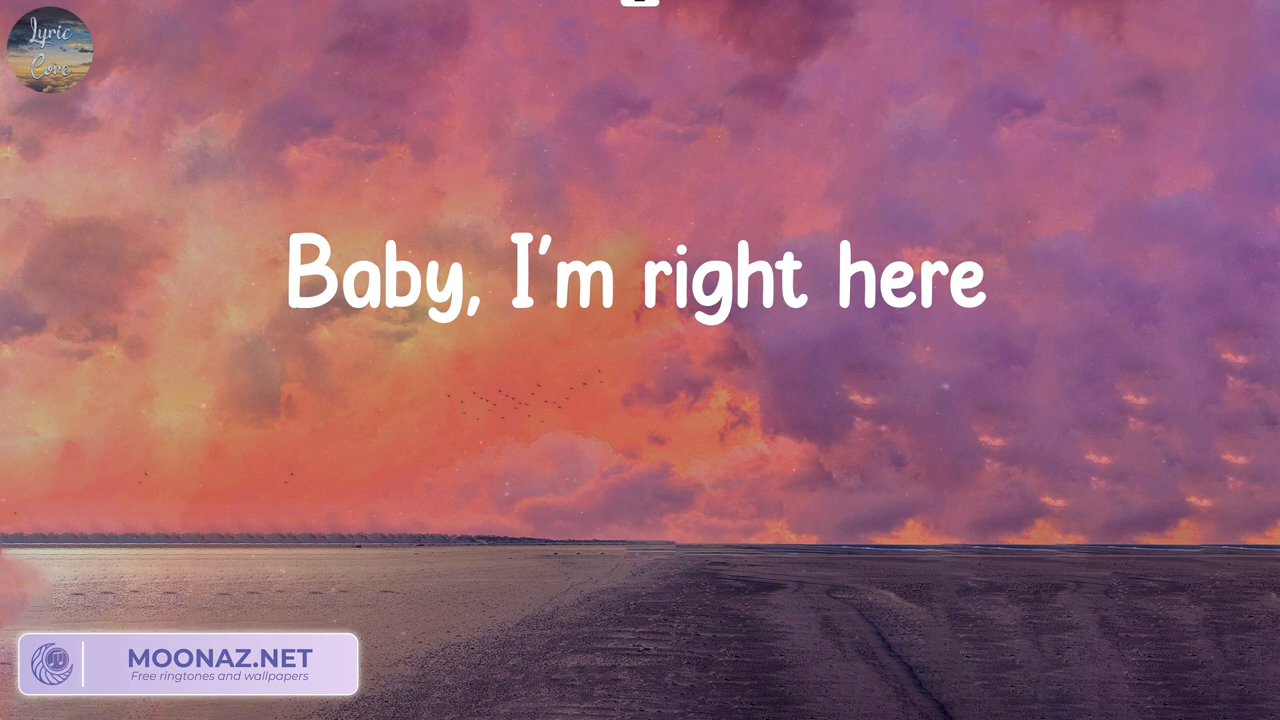 Lyric
Core
Baby, I'm right here
MOONAZ.NET
Free ringtones and wallpapers